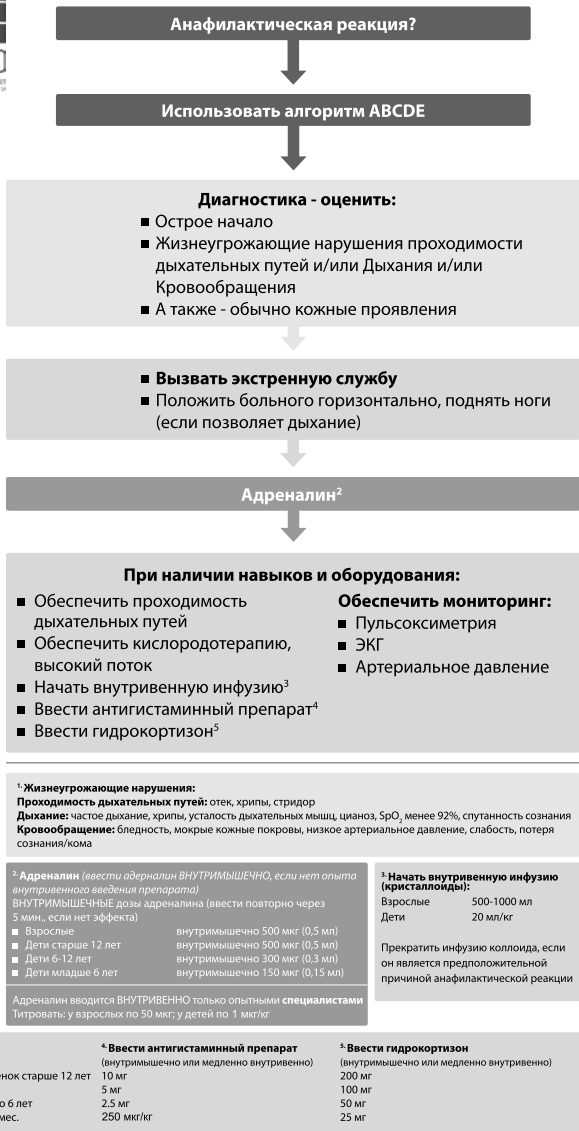 Анафилактическая реакция?
Использовать алгоритм ABCDE
Диагностика - оценить:
■ Острое начало
■ Жизнеугрожающие нарушения проходимости
дыхательных путей и/или Дыхания и/или
Кровообращения
■ А также - обычно кожные проявления
■ Вызвать экстренную службу
■ Положить больного горизонтально, поднять ноги
(если позволяет дыхание)
Адреналин²
При наличии навыков и оборудования:
■ Обеспечить проходимость
дыхательных путей
■ Обеспечить кислородотерапию,
высокий поток
■ Начать внутривенную инфузию³
■ Ввести антигистаминный препарат⁴
■ Ввести гидрокортизон⁵
Обеспечить мониторинг:
■ Пульсоксиметрия
■ ЭКГ
■ Артериальное давление
¹·Жизнеугрожающие нарушения:
Проходимость дыхательных путей: отек, хрипы, стридор
Дыхание: частое дыхание, хрипы, усталость дыхательных мышц, цианоз, SpO₂ менее 92%, спутанность сознания
Кровообращение: бледность, мокрые кожные покровы, низкое артериальное давление, слабость, потеря
сознания/кома
²·Адреналин (ввести адерналин ВНУТРИМЫШЕЧНО, если нет опыта
внутривенного введения препарата)
ВНУТРИМЫШЕЧНЫЕ дозы адреналина (ввести повторно через
5 мин., если нет эффекта)
■ Взрослые внутримышечно 500 мкг (0,5 мл)
■ Дети старше 12 лет внутримышечно 500 мкг (0,5 мл)
■ Дети 6-12 лет внутримышечно 300 мкг (0,3 мл)
■ Дети младше 6 лет внутримышечно 150 мкг (0,15 мл)
Адреналин вводится ВНУТРИВЕННО только опытными специалистами
Титровать: у взрослых по 50 мкг; у детей по 1 мкг/кг
³·Начать внутривенную инфузию
(кристаллоиды):
Взрослые 500-1000 мл
Дети 20 мл/кг
Прекратить инфузию коллоида, если
он является предположительной
причиной анафилактической реакции
⁴·Ввести антигистаминный препарат ⁵·Ввести гидрокортизон
(внутримышечно или медленно внутривенно) (внутримышечно или медленно внутривенно)
енок старше 12 лет 10 мг 200 мг
5 мг 100 мг
о 6 лет 2.5 мг 50 мг
мес. 250 мкг/кг 25 мг